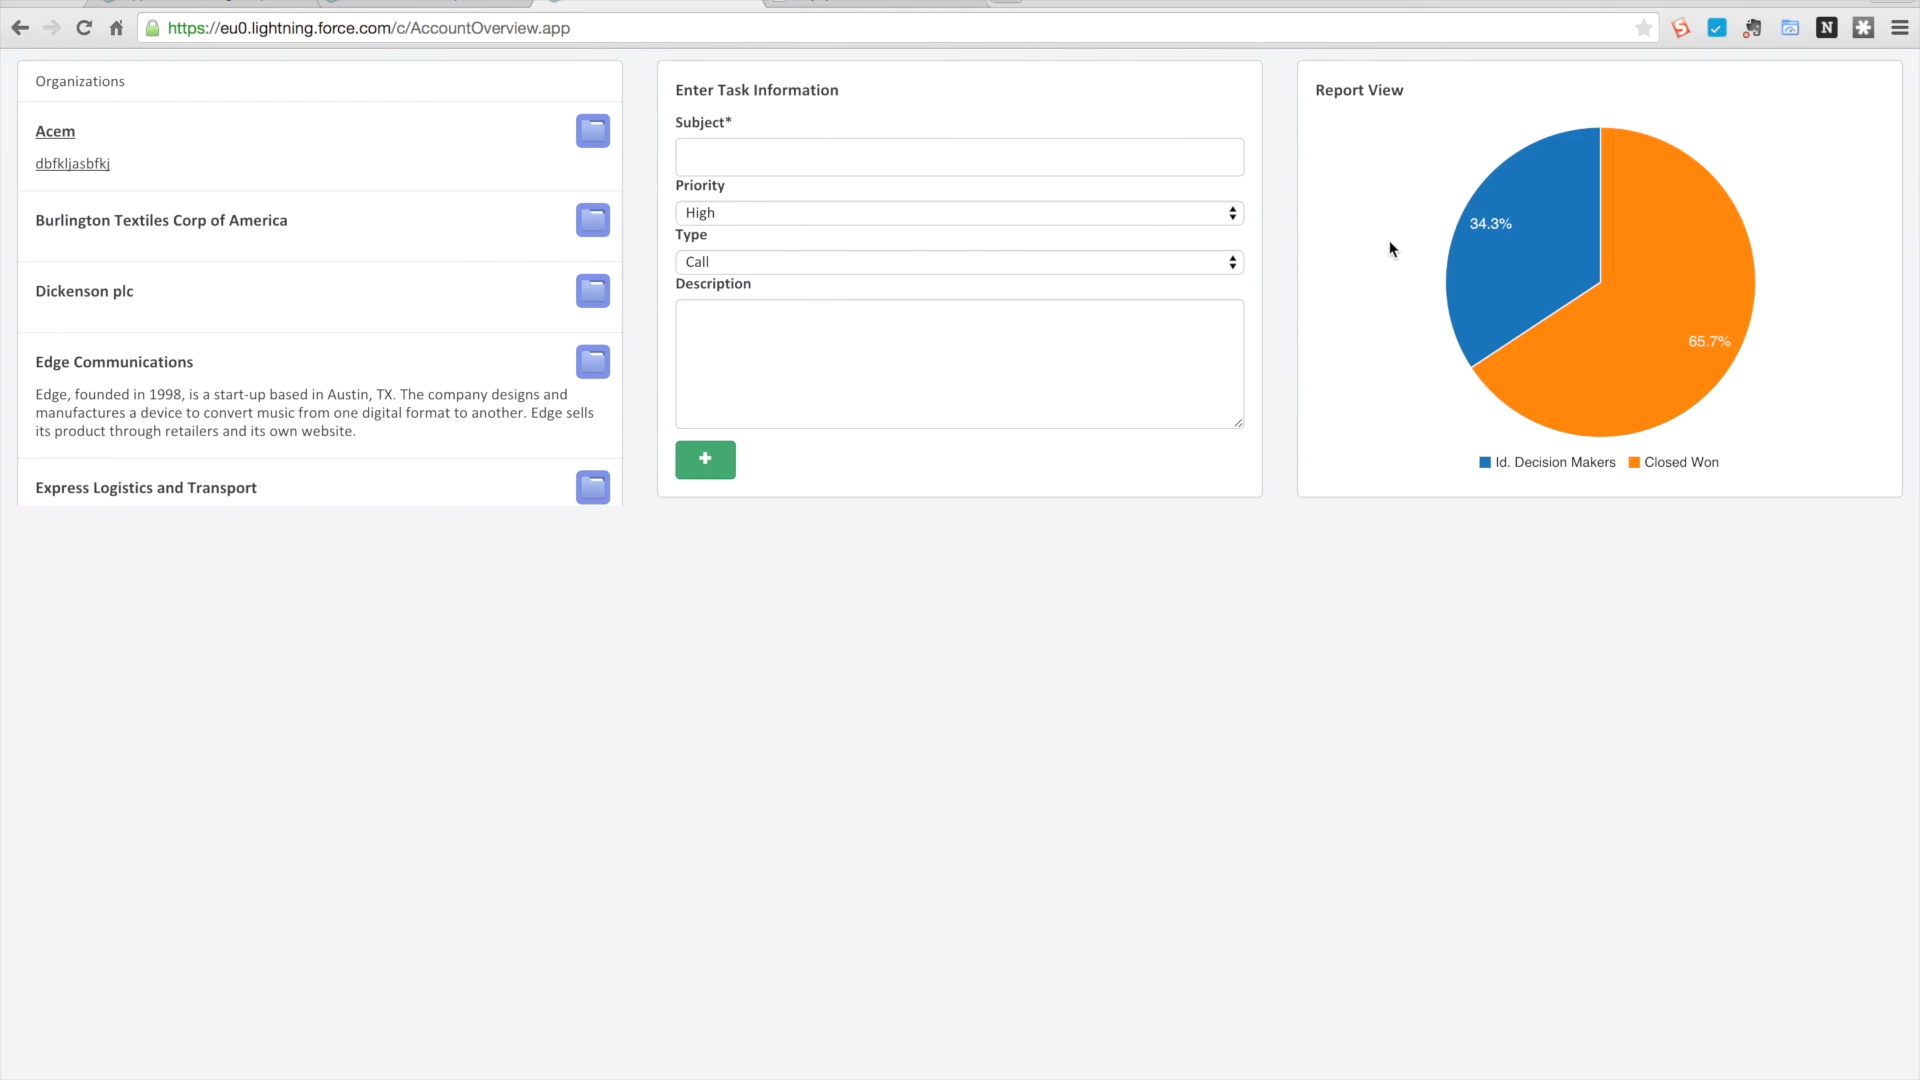 https://eu0.lightning.force.com/c/AccountOverview.app
N
Organizations
Acem
dbfkljasbfkj
Burlington Textiles Corp of America
Dickenson plc
Edge Communications
Edge, founded in 1998, is a start-up based in Austin, TX. The company designs and
manufactures a device to convert music from one digital format to another. Edge sells
its product through retailers and its own website.
Express Logistics and Transport
Enter Task Information
Subject*
Priority
High
Type
Call
Description
Report View
34.3%
65.7%
Id. Decision Makers Closed Won